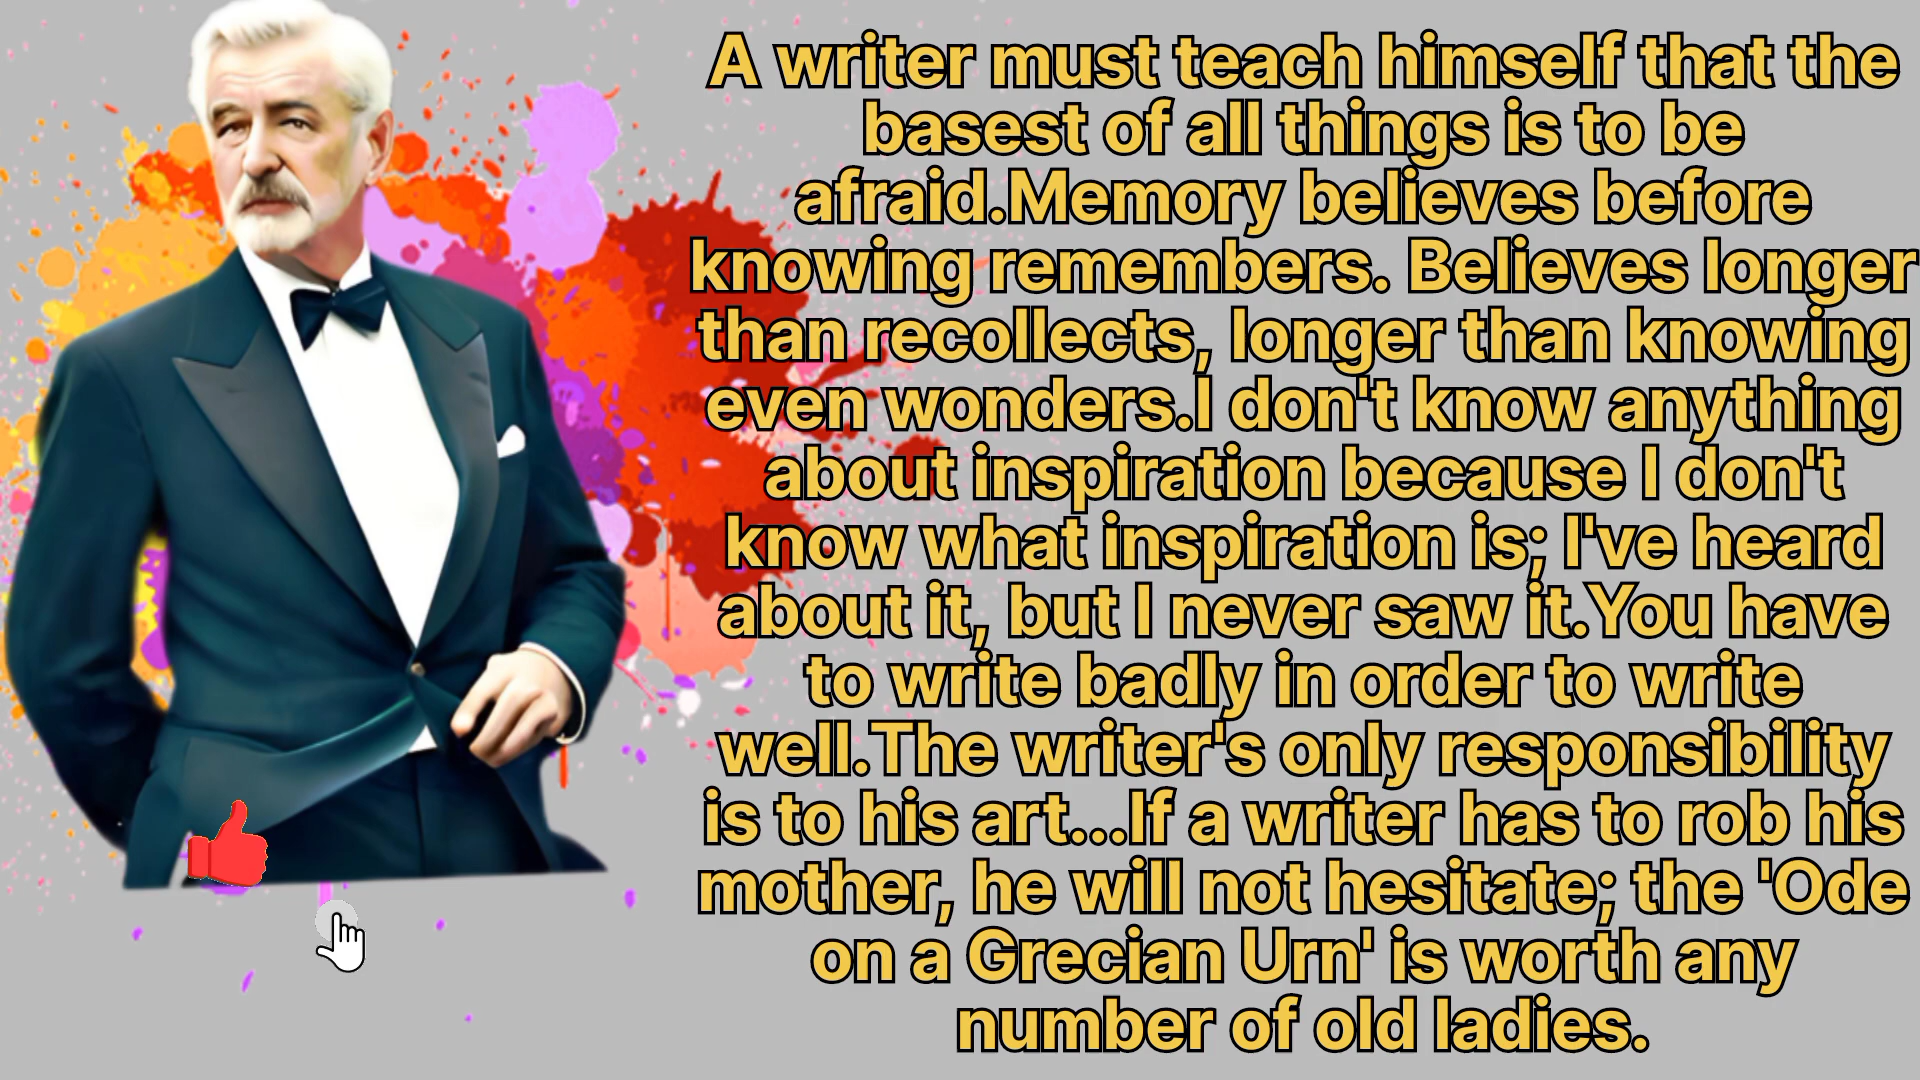 A writer must teach himself that the
basest of all things is to be
afraid.Memory believes before
knowing remembers. Believes longer
than recollects, longer than knowing
even wonders.I don't know anything
about inspiration because I don't
know what inspiration is; I've heard
about it, but I never saw it.You have
to write badly in order to write
well.The writer's only responsibility
is to his art...If a writer has to rob his
mother, he will not hesitate; the 'Ode
on a Grecian Urn' is worth any
number of old ladies.